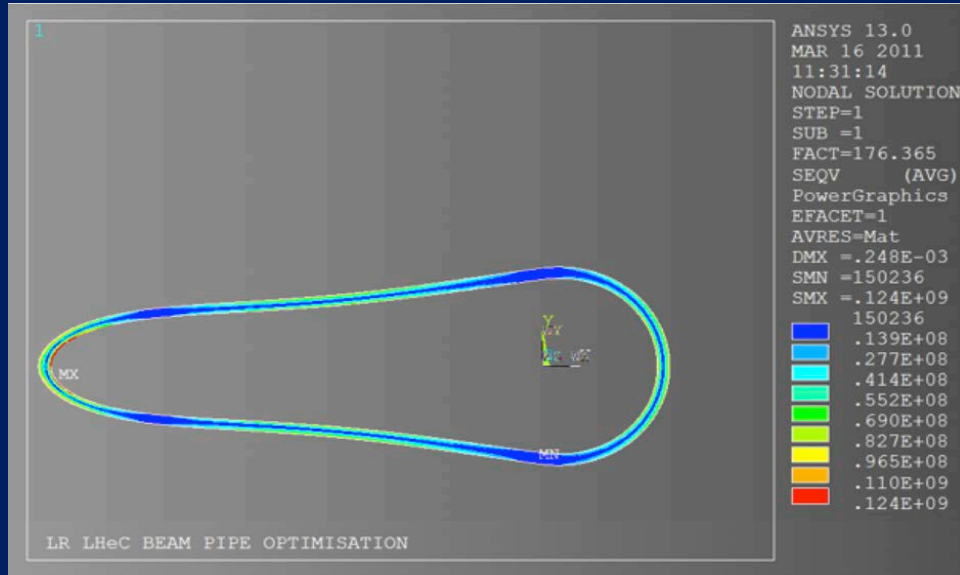 1
ANSYS 13.0
MAR 16 2011
11:31:14
NODAL SOLUTION
STEP=1
SUB =1
FACT=176.365
SEQV (AVG)
PowerGraphics
EFACET=1
AVRES=Mat
DMX =.248E-03
SMN =150236
SMX =.124E+09
150236
.139E+08
.277E+08
.414E+08
.552E+08
.690E+08
.827E+08
.965E+08
.110E+09
.124E+09
Y
MX
MN
LR LHeC BEAM PIPE OPTIMISATION